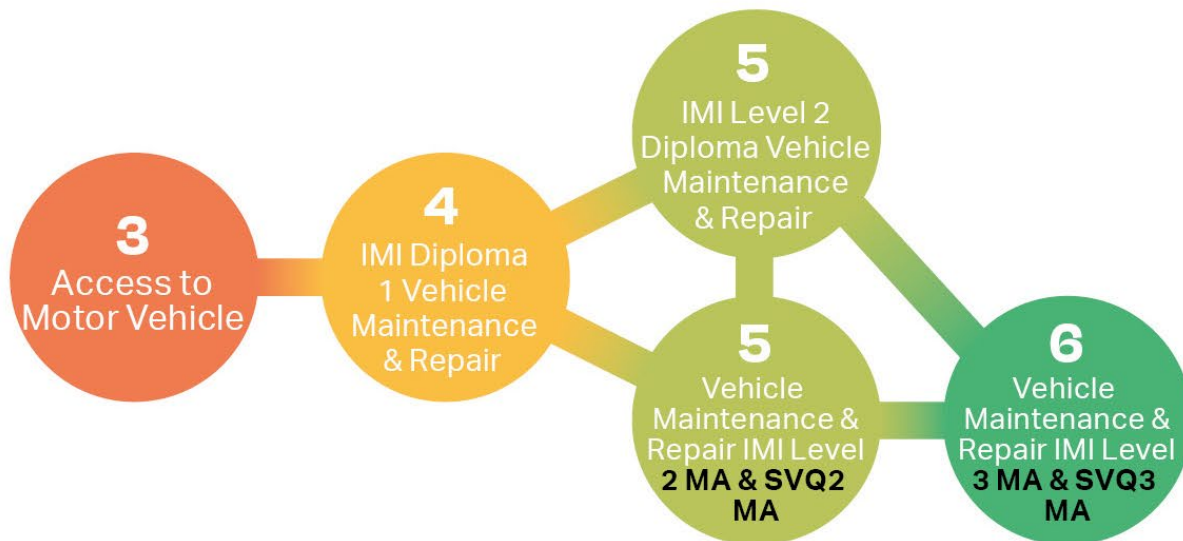 3
Access to
Motor Vehicle
4
IMI Diploma
1 Vehicle
Maintenance
& Repair
5
IMI Level 2
Diploma Vehicle
Maintenance
& Repair
5
Vehicle
Maintenance &
Repair IMI Level
2 MA & SVQ2
MA
6
Vehicle
Maintenance &
Repair IMI Level
3 MA & SVQ3
MA